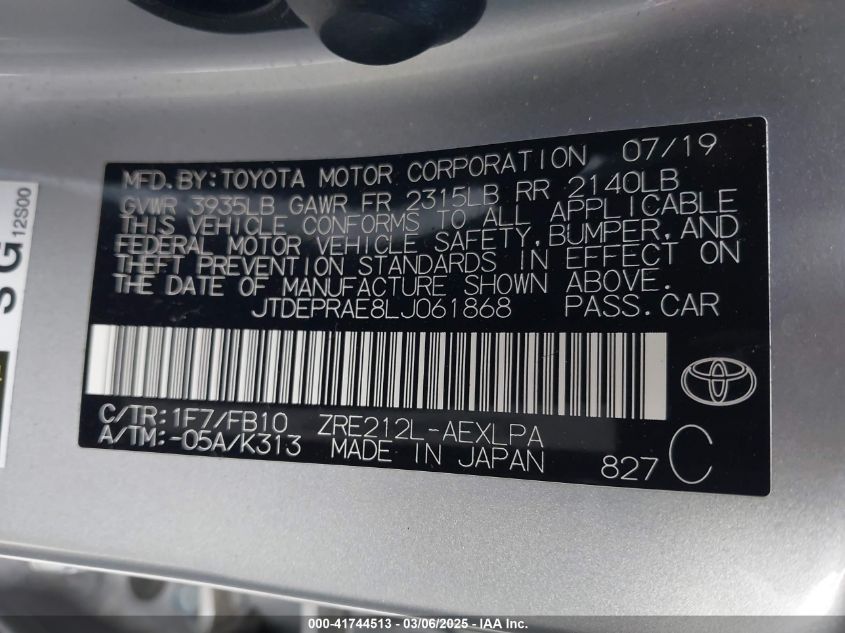 MFD.BY:TOYOTA MOTOR CORPORATION 07/19
GVWR 3935LB GAWR FR 2315LB RR 2140LB
THIS VEHICLE CONFORMS TO ALL APPLICABLE
FEDERAL MOTOR VEHICLE SAFETY,BUMPER,AND
THEFT PREVENTION STANDARDS IN EFFECT ON
THE DATE OF MANUFACTURE SHOWN ABOVE.
JTDEPRAE8LJ061868 PASS.CAR
C/TR:1F7/FB10 ZRE212L-AEXLPA
A/TM:-05A/K313 MADE IN JAPAN 827 C
12S00
000-41744513 - 03/06/2025 - IAA Inc.